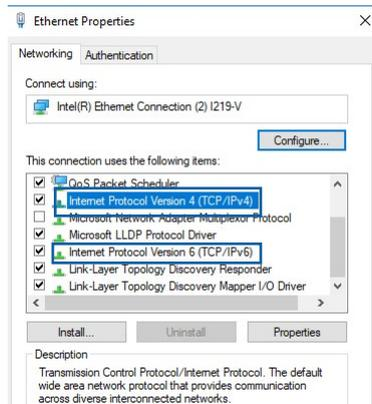 Ethernet Properties
Networking
Authentication
Connect using:
Intel(R) Ethernet Connection (2) I219-V
Configure...
This connection uses the following items:
QoS Packet Scheduler
Internet Protocol Version 4 (TCP/IPv4)
Microsoft Network Adapter Multiplexor Protocol
Microsoft LLDP Protocol Driver
Internet Protocol Version 6 (TCP/IPv6)
Link-Layer Topology Discovery Responder
Link-Layer Topology Discovery Mapper I/O Driver
Install...
Uninstall
Properties
Description
Transmission Control Protocol/Internet Protocol. The default
wide area network protocol that provides communication
across diverse interconnected networks.